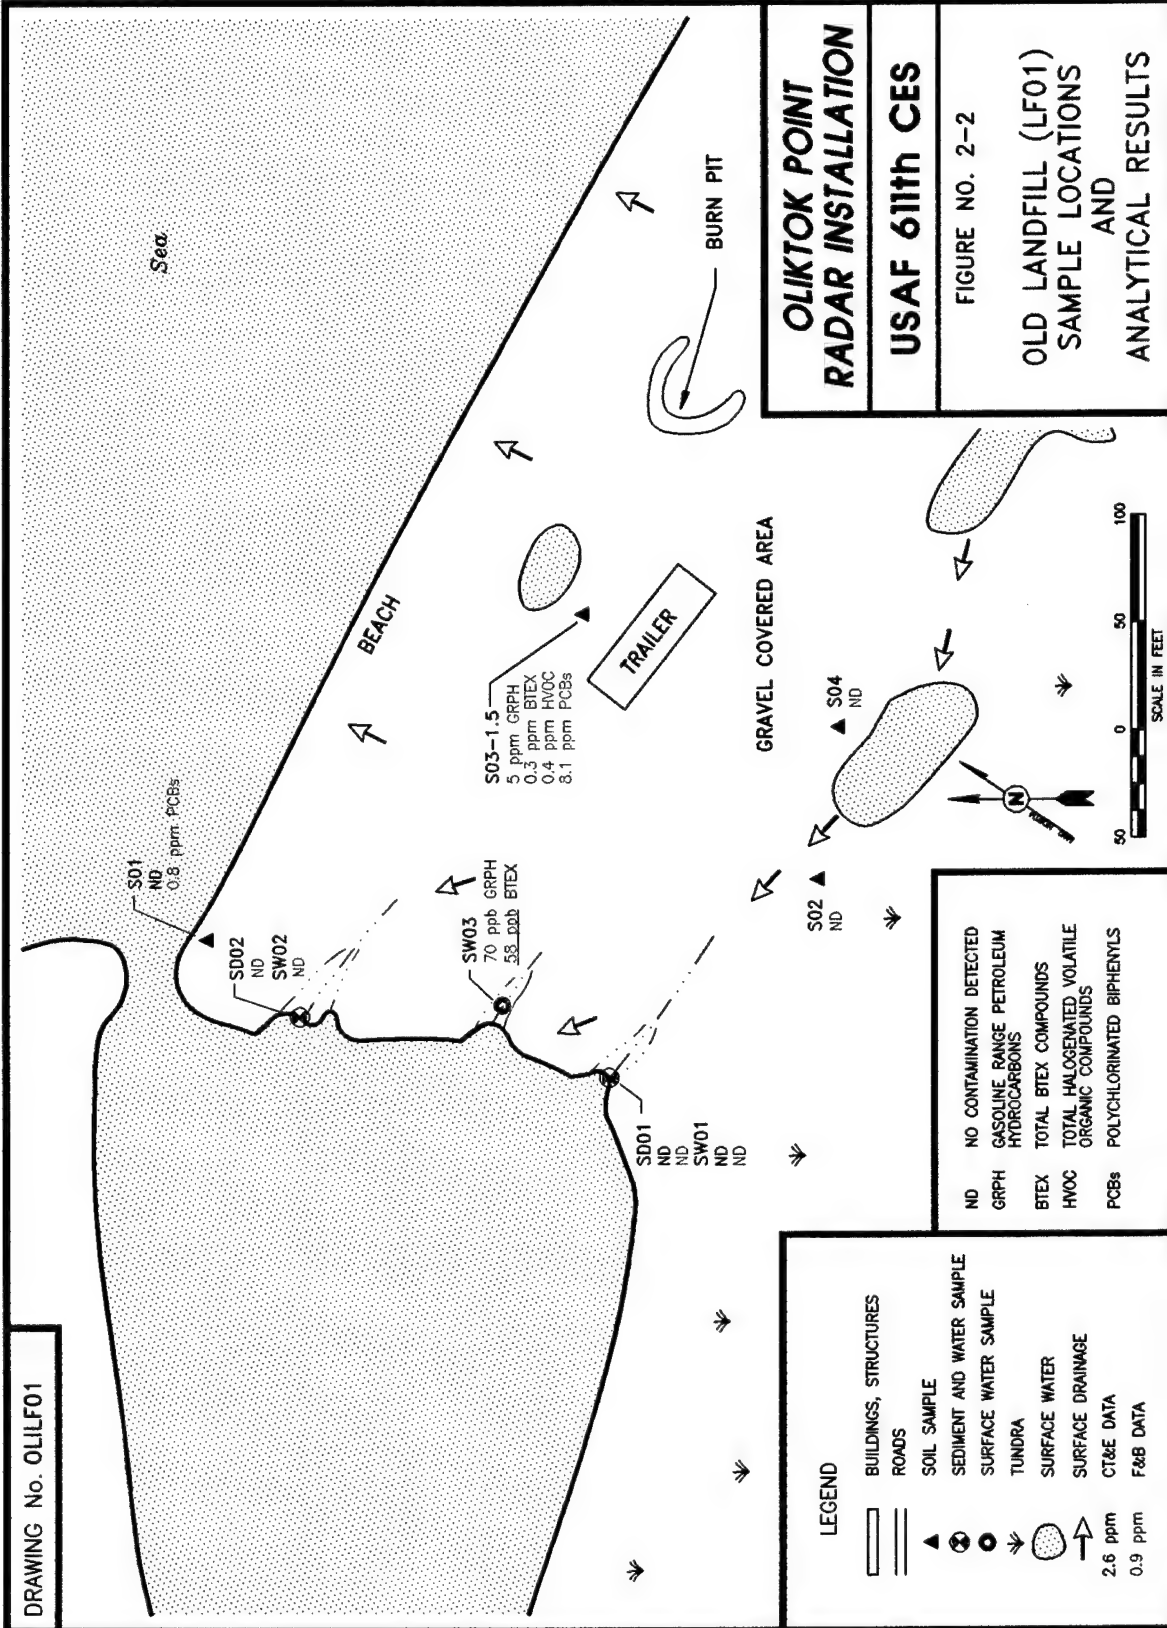 DRAWING No. OLILF01
Sea
S01
ND
0.8 ppm PCBs
BEACH
SD02
ND
SW02
ND
S03-1.5
5 ppm GRPH
0.3 ppm BTEX
0.4 ppm HVOC
8.1 ppm PCBs
SW03
70 ppb GRPH
58 ppb BTEX
TRAILER
BURN PIT
SD01
ND
ND
SW01
ND
ND
GRAVEL COVERED AREA
S02
ND
S04
ND
N
50
0
50
100
SCALE IN FEET
LEGEND
BUILDINGS, STRUCTURES
ROADS
SOIL SAMPLE
SEDIMENT AND WATER SAMPLE
SURFACE WATER SAMPLE
TUNDRA
SURFACE WATER
SURFACE DRAINAGE
2.6 ppm CT&E DATA
0.9 ppm F&B DATA
ND NO CONTAMINATION DETECTED
GRPH GASOLINE RANGE PETROLEUM
HYDROCARBONS
BTEX TOTAL BTEX COMPOUNDS
HVOC TOTAL HALOGENATED VOLATILE
ORGANIC COMPOUNDS
PCBs POLYCHLORINATED BIPHENYLS
OLIKTOK POINT
RADAR INSTALLATION
USAF 611th CES
FIGURE NO. 2-2
OLD LANDFILL (LF01)
SAMPLE LOCATIONS
AND
ANALYTICAL RESULTS